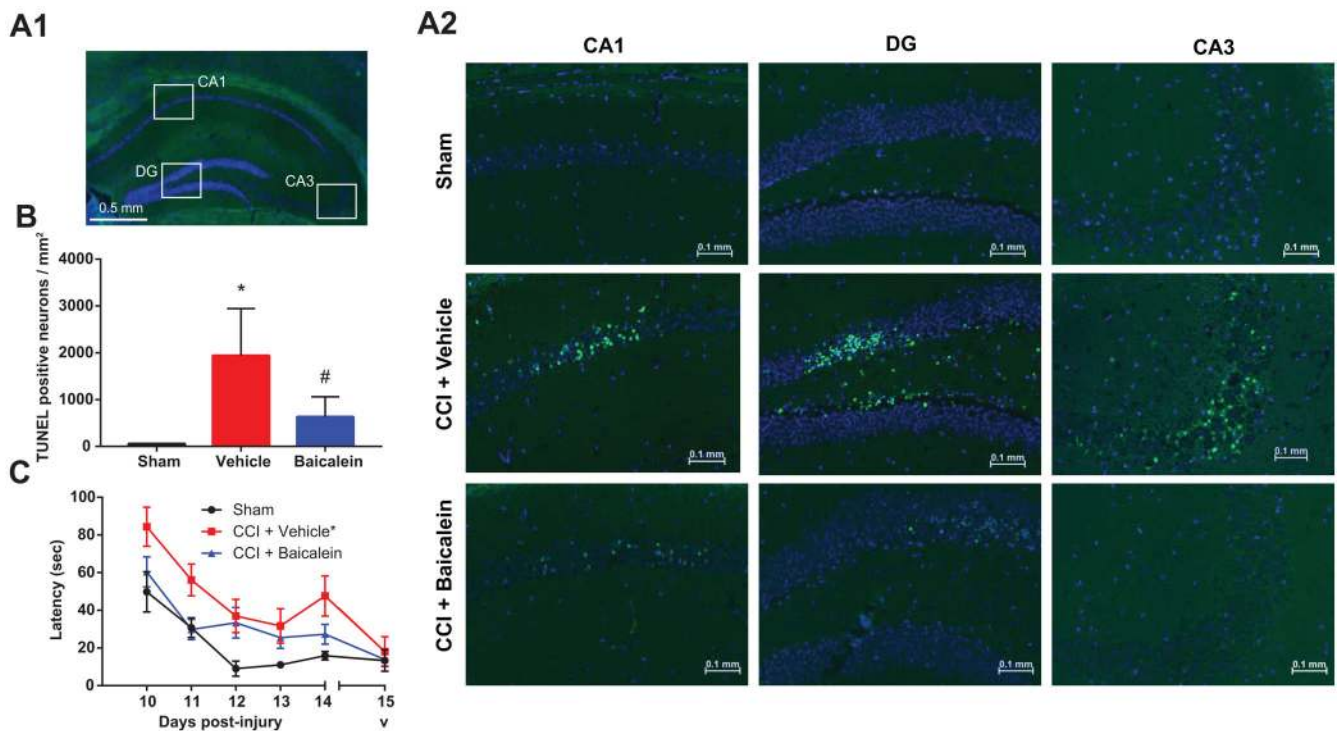 A1
CA1
DG
CA3
0.5 mm
B
TUNEL positive neurons / mm²
4000
3000
2000
1000
0
*
#
Sham
Vehicle
Baicalein
C
Latency (sec)
100
80
60
40
20
0
Sham
CCI + Vehicle*
CCI + Baicalein
10
11
12
13
14
15
Days post-injury
v
A2
CA1
DG
CA3
Sham
0.1 mm
0.1 mm
0.1 mm
CCI + Vehicle
0.1 mm
0.1 mm
0.1 mm
CCI + Baicalein
0.1 mm
0.1 mm
0.1 mm